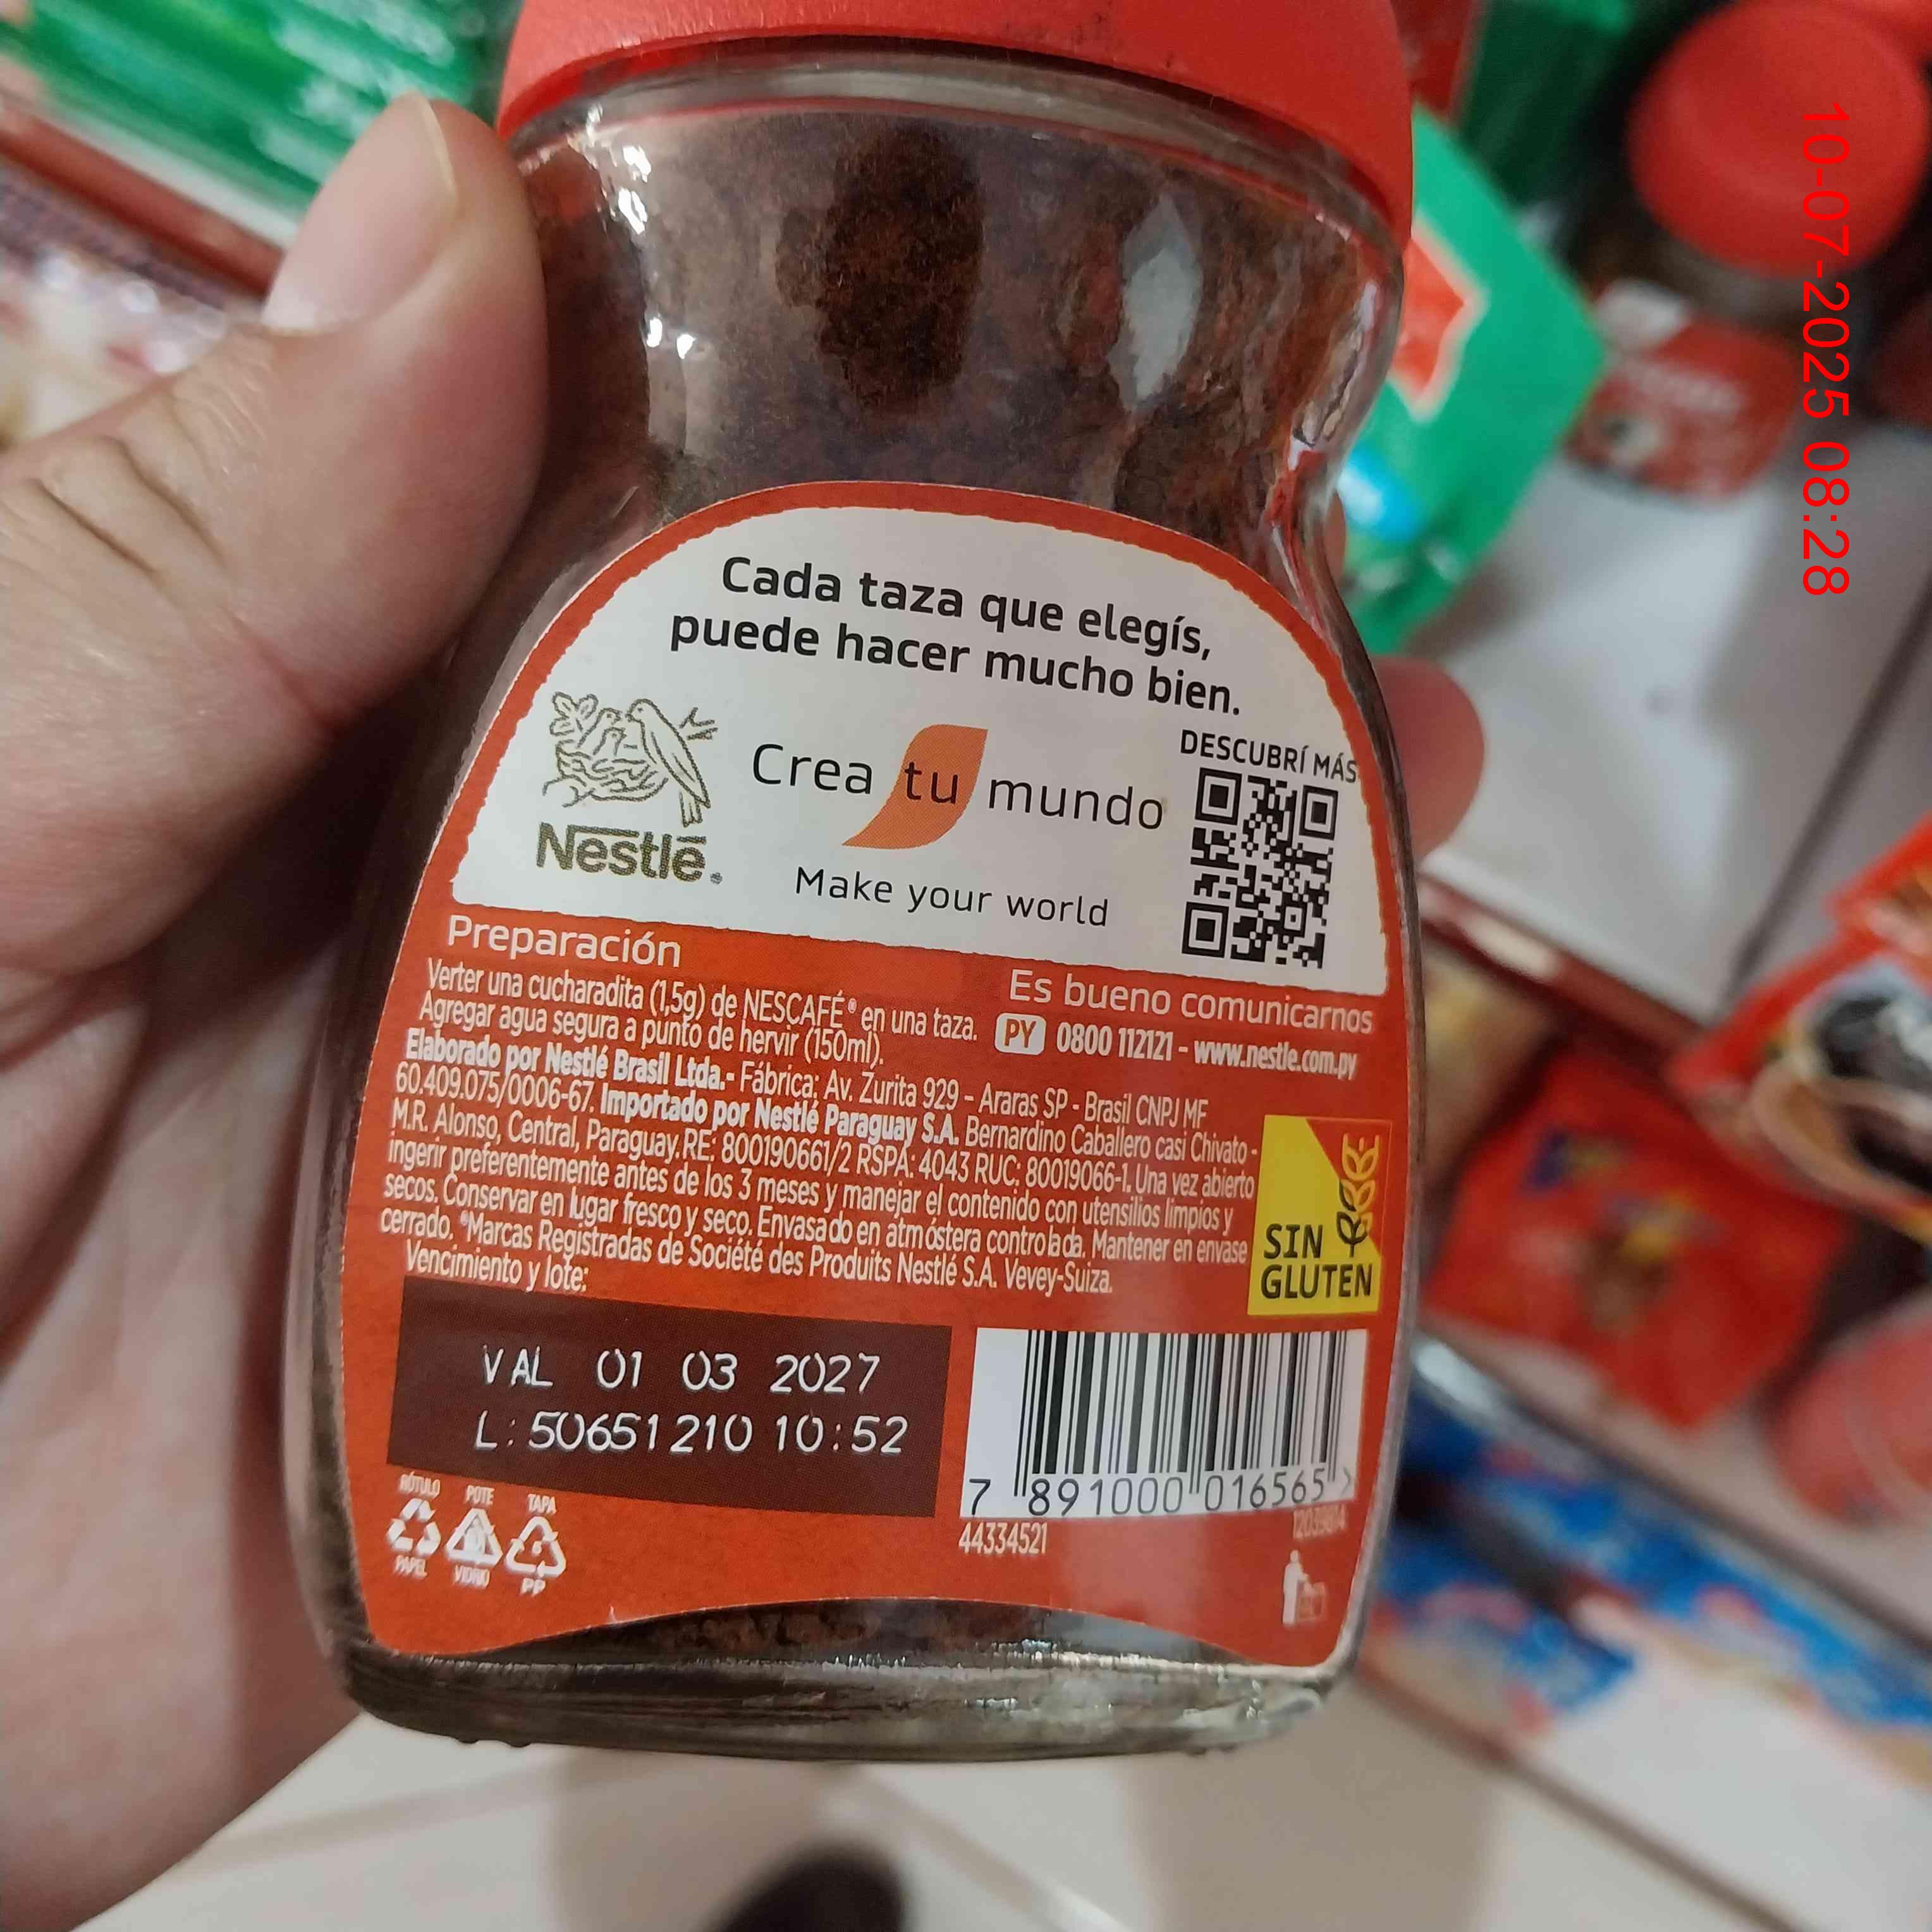 Cada taza que elegís,
puede hacer mucho bien.
Nestlé®
Crea tu mundo
Make your world
DESCUBRÍ MÁS
Preparación
Verter una cucharadita (1,5g) de NESCAFÉ® en una taza.
Agregar agua segura a punto de hervir (150ml).
Es bueno comunicarnos
PY 0800 112121 - www.nestle.com.py
Elaborado por Nestlé Brasil Ltda.- Fábrica: Av. Zurita 929 - Araras SP - Brasil CNPJ MF
60.409.075/0006-67. Importado por Nestlé Paraguay S.A. Bernardino Caballero casi Chivato -
M.R. Alonso, Central, Paraguay. RE: 800190661/2 RSPA: 4043 RUC: 80019066-1. Una vez abierto
ingerir preferentemente antes de los 3 meses y manejar el contenido con utensilios limpios y
secos. Conservar en lugar fresco y seco. Envasado en atmósfera controlada. Mantener en envase
cerrado. ®Marcas Registradas de Société des Produits Nestlé S.A. Vevey-Suiza.
Vencimiento y lote:
SIN
GLUTEN
VAL 01 03 2027
L: 50651210 10:52
7 891000 016565 >
44334521
RÓTULO POTE TAPA
PAPEL VIDRIO PP
10-07-2025 08:28